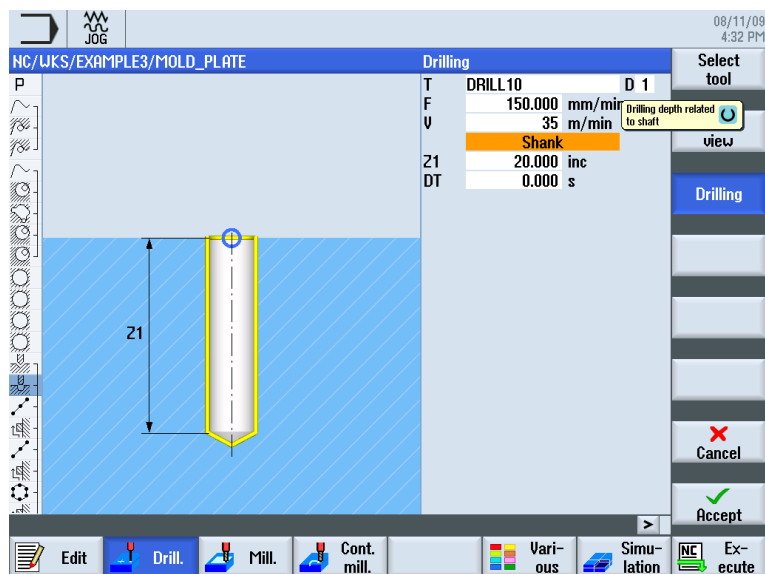 08/11/09
4:32 PM
JOG
NC/WKS/EXAMPLE3/MOLD_PLATE
Drilling
Select
tool
P
T DRILL10 D 1
F 150.000 mm/min
V 35 m/min
Drilling depth related
to shaft
view
Shank
Z1 20.000 inc
DT 0.000 s
Drilling
Z1
Cancel
Accept
>
Edit
Drill.
Mill.
Cont.
mill.
Vari-
ous
Simu-
lation
NC Ex-
ecute